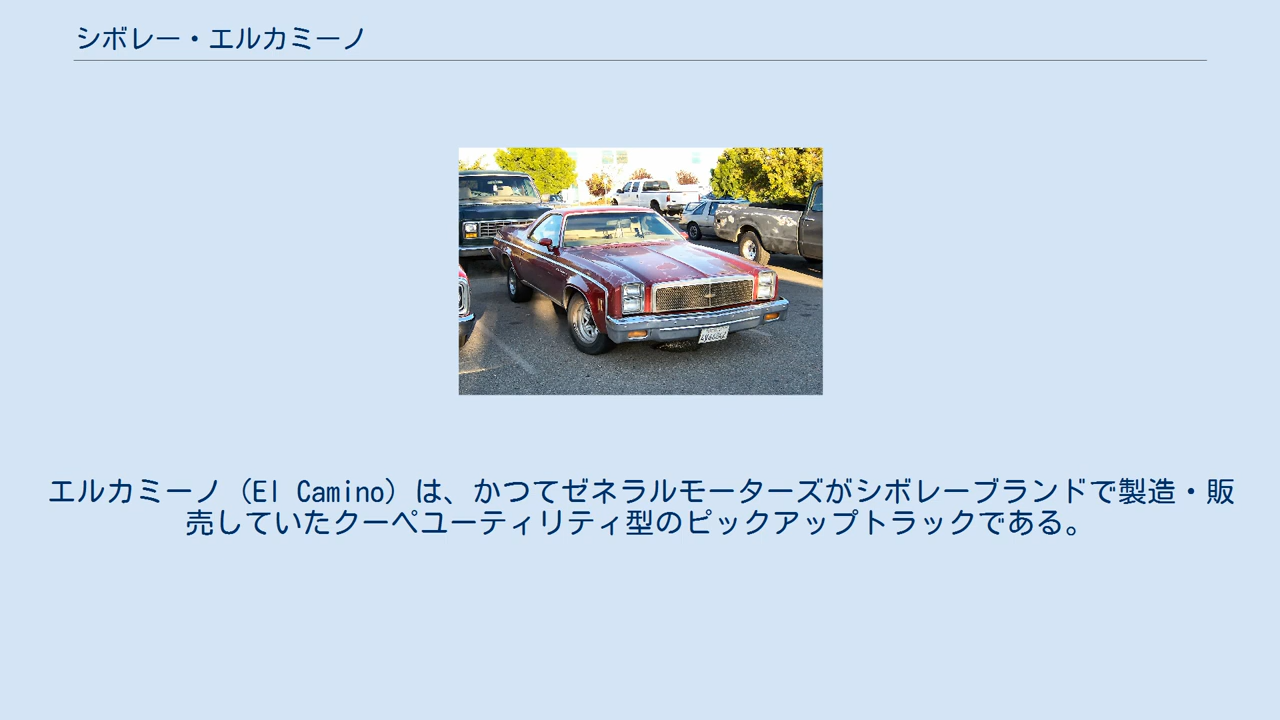 シボレー・エルカミーノ
エルカミーノ（El Camino）は、かつてゼネラルモーターズがシボレーブランドで製造・販
売していたクーペユーティリティ型のピックアップトラックである。